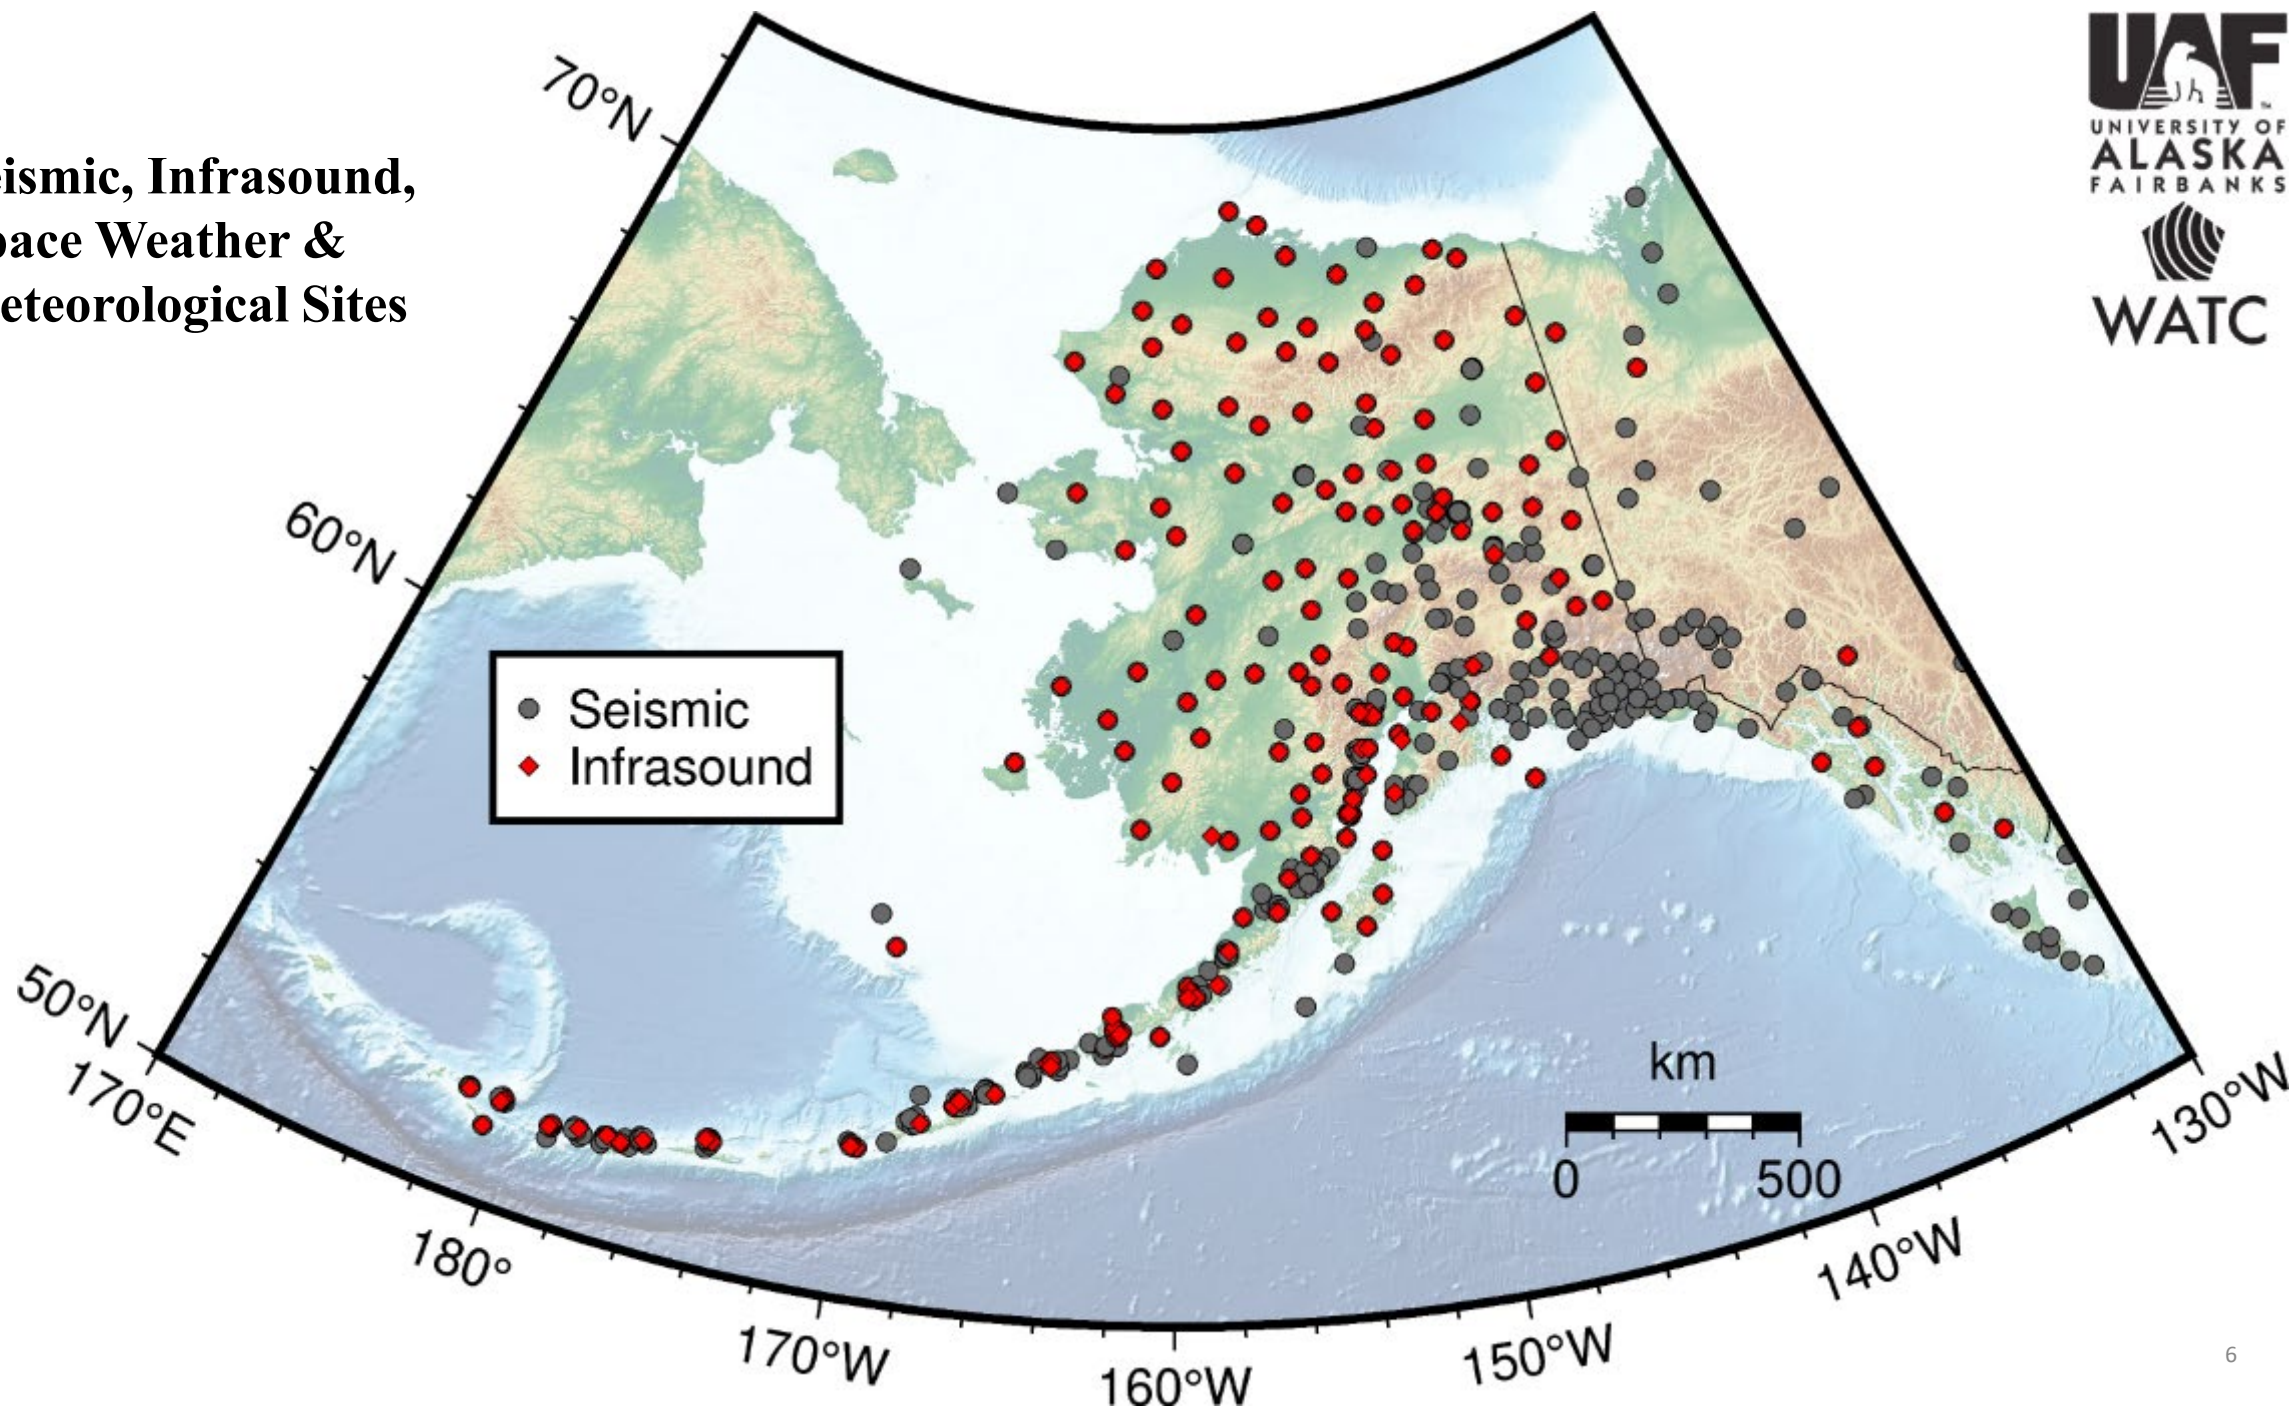 eismic, Infrasound,
pace Weather &
eteorological Sites
UAF
UNIVERSITY OF
ALASKA
FAIRBANKS
WATC
70°N
60°N
50°N
Seismic
Infrasound
km
0 500
170°E
180°
170°W
160°W
150°W
140°W
130°W
6